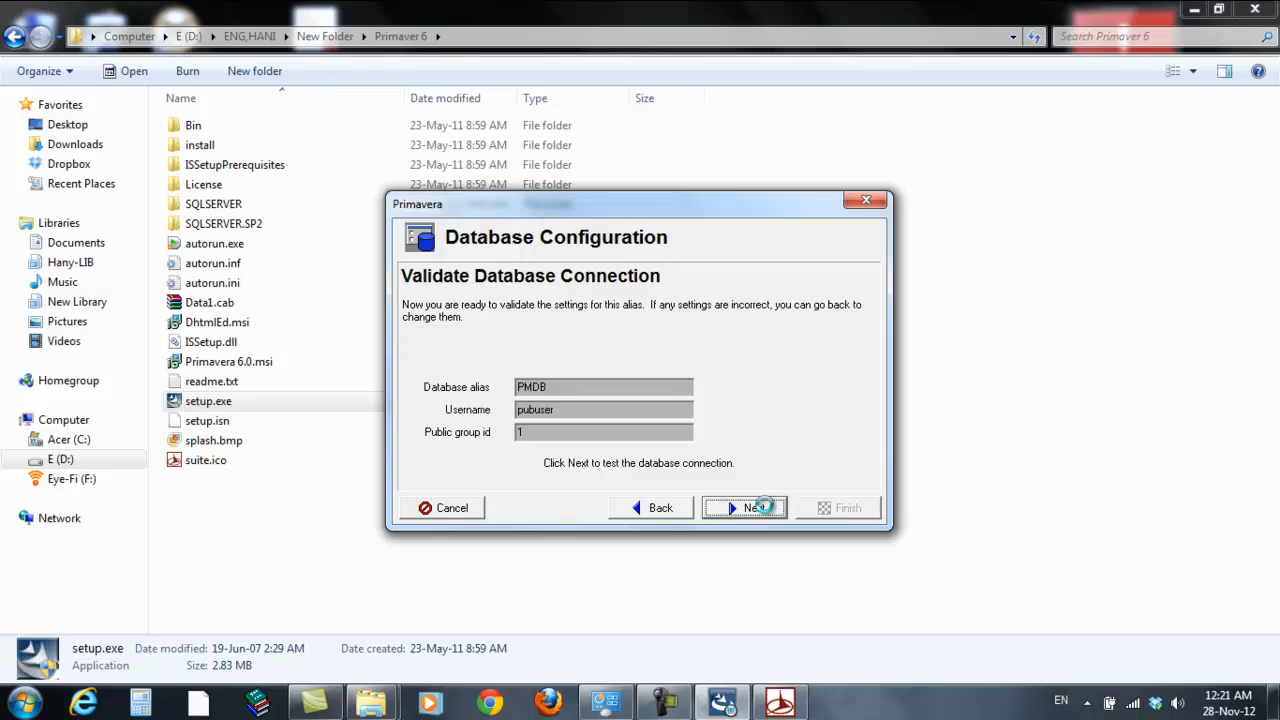 Computer
E (D:)
ENG,HANI
New Folder
Primaver 6
Search Primaver 6
Organize
Open
Burn
New folder
Name
Date modified
Type
Size
Favorites
Desktop
Downloads
Dropbox
Recent Places
Libraries
Documents
Hany-LIB
Music
New Library
Pictures
Videos
Homegroup
Computer
Acer (C:)
E (D:)
Eye-Fi (F:)
Network
Bin 23-May-11 8:59 AM File folder
install 23-May-11 8:59 AM File folder
ISSetupPrerequisites 23-May-11 8:59 AM File folder
License 23-May-11 8:59 AM File folder
SQLSERVER
SQLSERVER.SP2
autorun.exe
autorun.inf
autorun.ini
Data1.cab
DhtmlEd.msi
ISSetup.dll
Primavera 6.0.msi
readme.txt
setup.exe
setup.isn
splash.bmp
suite.ico
Primavera
Database Configuration
Validate Database Connection
Now you are ready to validate the settings for this alias. If any settings are incorrect, you can go back to
change them.
Database alias PMDB
Username pubuser
Public group id 1
Click Next to test the database connection.
Cancel
Back
Finish
setup.exe Date modified: 19-Jun-07 2:29 AM Date created: 23-May-11 8:59 AM
Application Size: 2.83 MB
EN
12:21 AM
28-Nov-12